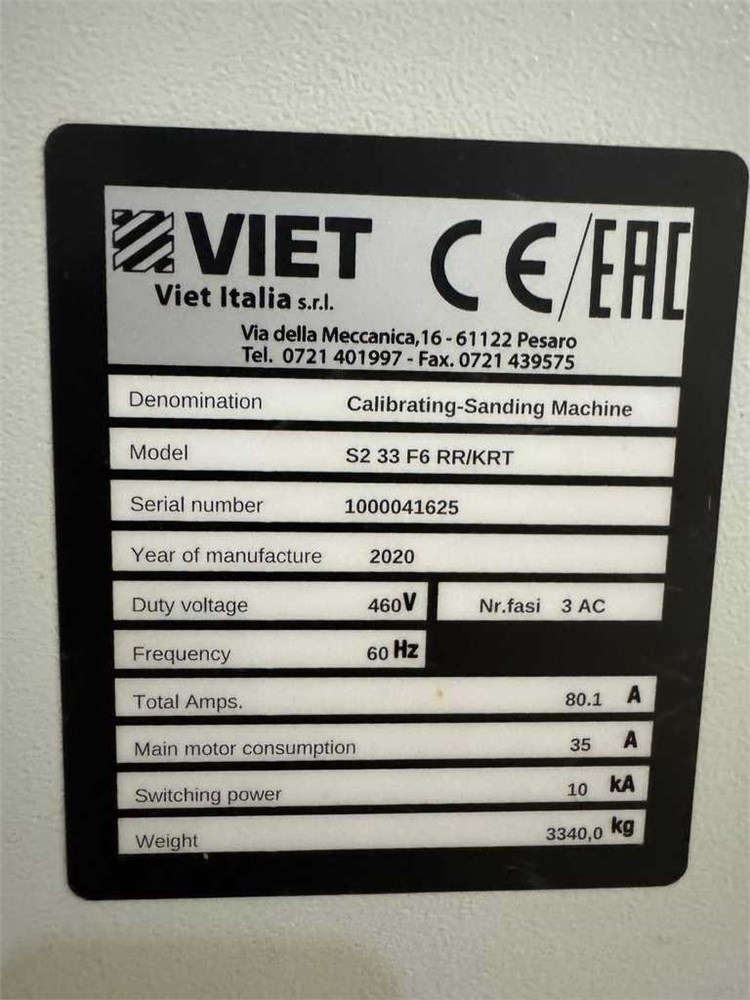 VIET CE/EAC
Viet Italia s.r.l.
Via della Meccanica,16 - 61122 Pesaro
Tel. 0721 401997 - Fax. 0721 439575
Denomination Calibrating-Sanding Machine
Model S2 33 F6 RR/KRT
Serial number 1000041625
Year of manufacture 2020
Duty voltage 460V Nr.fasi 3 AC
Frequency 60 Hz
Total Amps. 80.1 A
Main motor consumption 35 A
Switching power 10 kA
Weight 3340,0 kg